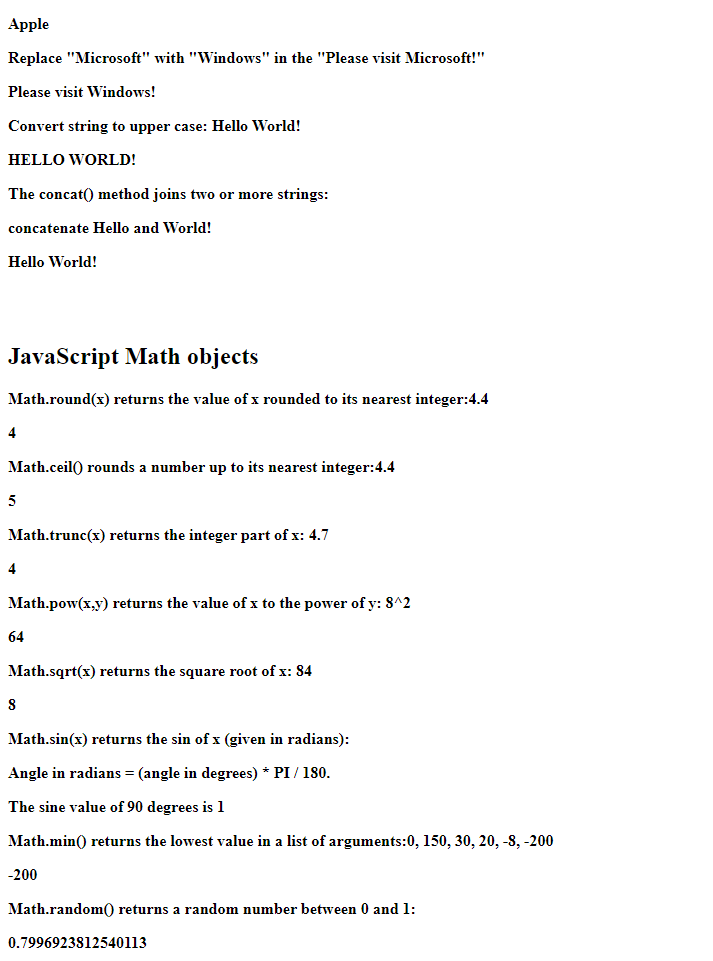 Apple
Replace "Microsoft" with "Windows" in the "Please visit Microsoft!"
Please visit Windows!
Convert string to upper case: Hello World!
HELLO WORLD!
The concat() method joins two or more strings:
concatenate Hello and World!
Hello World!
JavaScript Math objects
Math.round(x) returns the value of x rounded to its nearest integer:4.4
4
Math.ceil() rounds a number up to its nearest integer:4.4
5
Math.trunc(x) returns the integer part of x: 4.7
4
Math.pow(x,y) returns the value of x to the power of y: 8^2
64
Math.sqrt(x) returns the square root of x: 84
8
Math.sin(x) returns the sin of x (given in radians):
Angle in radians = (angle in degrees) * PI / 180.
The sine value of 90 degrees is 1
Math.min() returns the lowest value in a list of arguments:0, 150, 30, 20, -8, -200
-200
Math.random() returns a random number between 0 and 1:
0.7996923812540113